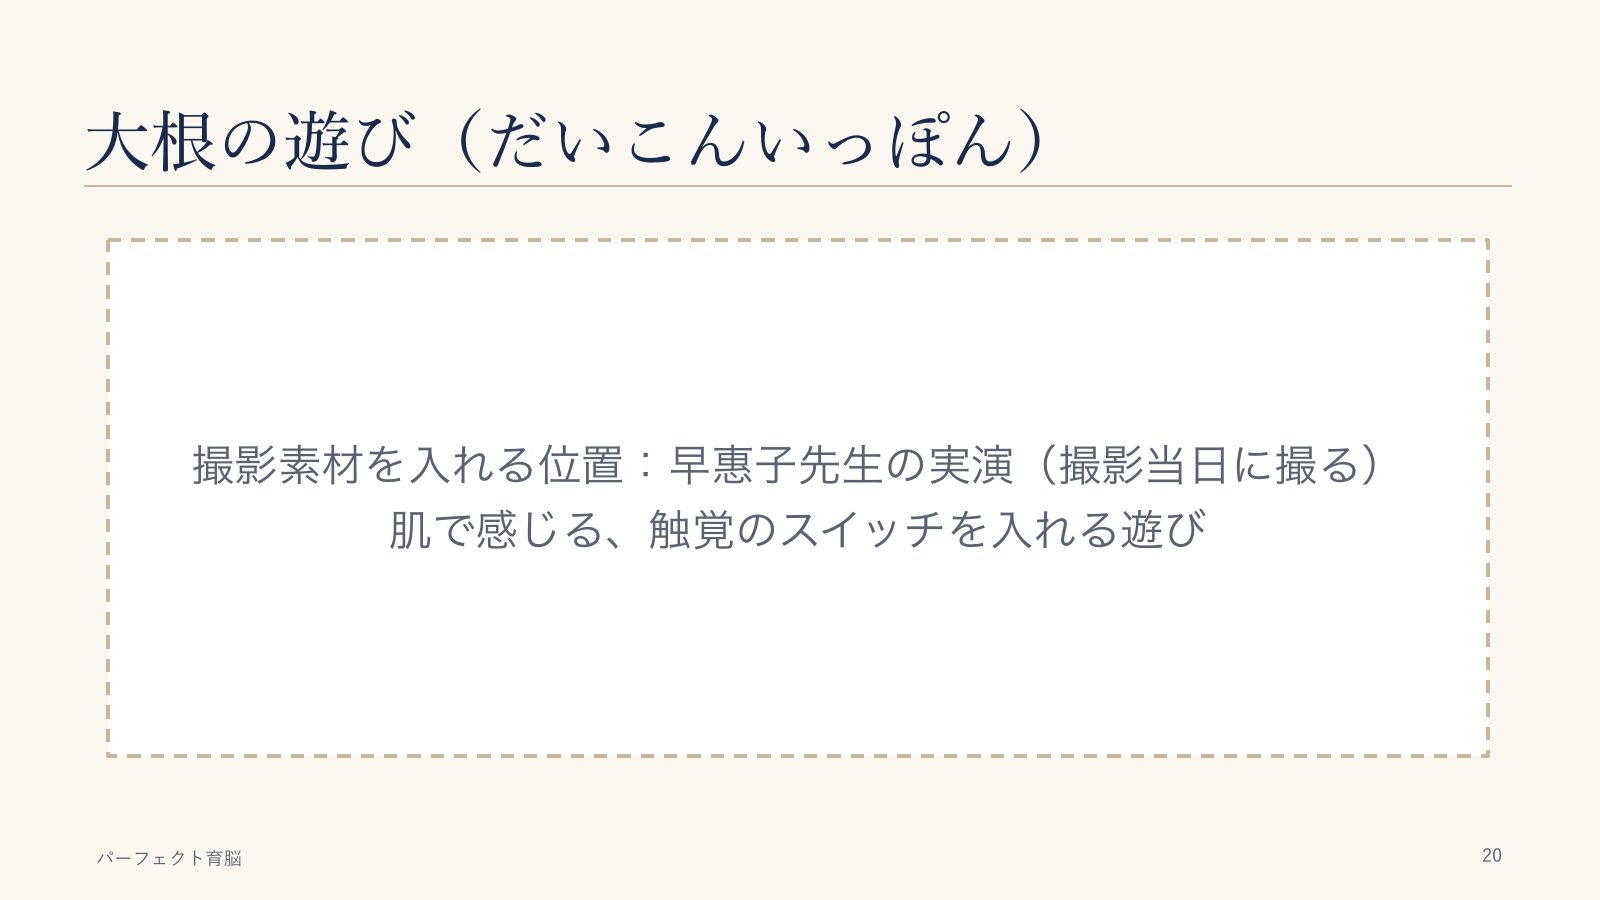 大根の遊び（だいこんいっぽん）
撮影素材を入れる位置：早惠子先生の実演（撮影当日に撮る）
肌で感じる、触覚のスイッチを入れる遊び
パーフェクト育脳
20